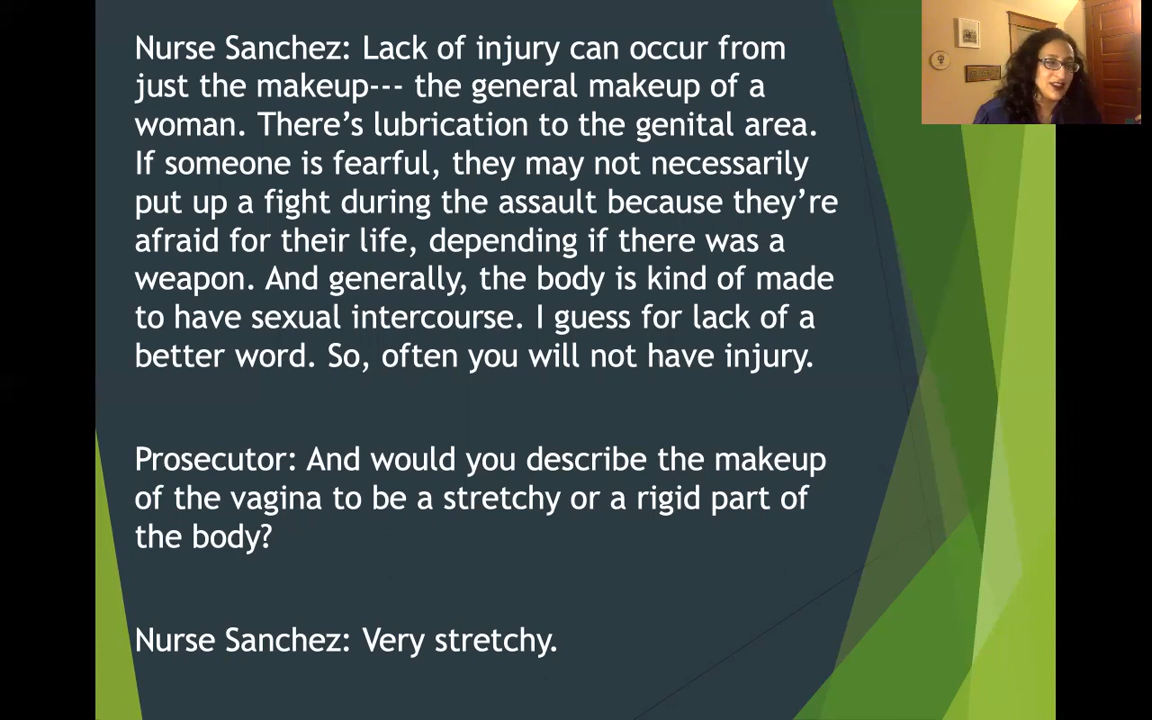 Nurse Sanchez: Lack of injury can occur from
just the makeup--- the general makeup of a
woman. There’s lubrication to the genital area.
If someone is fearful, they may not necessarily
put up a fight during the assault because they’re
afraid for their life, depending if there was a
weapon. And generally, the body is kind of made
to have sexual intercourse. I guess for lack of a
better word. So, often you will not have injury.
Prosecutor: And would you describe the makeup
of the vagina to be a stretchy or a rigid part of
the body?
Nurse Sanchez: Very stretchy.